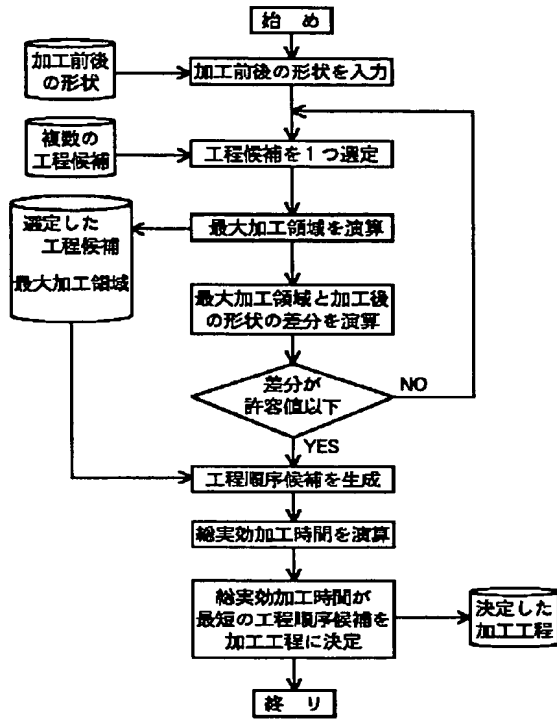 始 め
加工前後
の形状
加工前後の形状を入力
複数の
工程候補
工程候補を1つ選定
選定した
工程候補
最大加工領域
最大加工領域を演算
最大加工領域と加工後
の形状の差分を演算
差分が
許容値以下
NO
YES
工程順序候補を生成
総実効加工時間を演算
総実効加工時間が
最短の工程順序候補を
加工工程に決定
決定した
加工工程
終 り